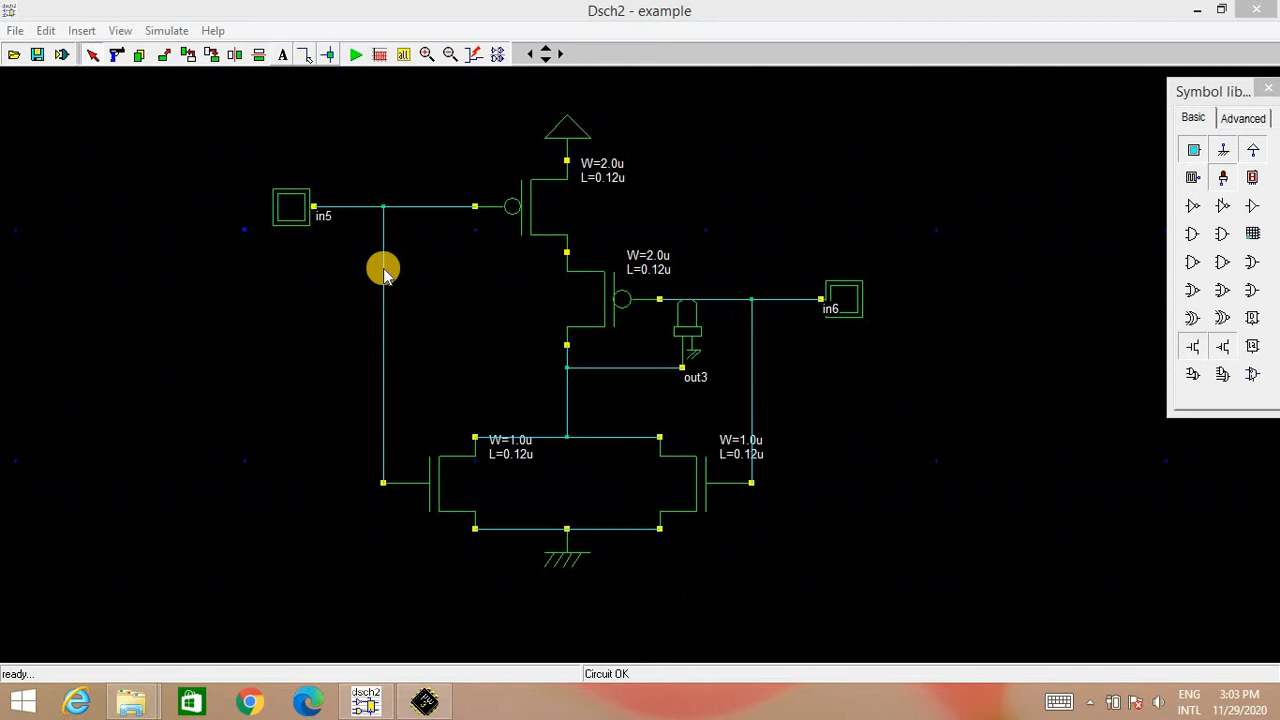 Dsch2 - example
File Edit Insert View Simulate Help
A
all
Symbol lib...
Basic Advanced
W=2.0u
L=0.12u
in5
W=2.0u
L=0.12u
in6
out3
W=1.0u
L=0.12u
W=1.0u
L=0.12u
ready...
Circuit OK
dsch2
ENG
INTL
3:03 PM
11/29/2020